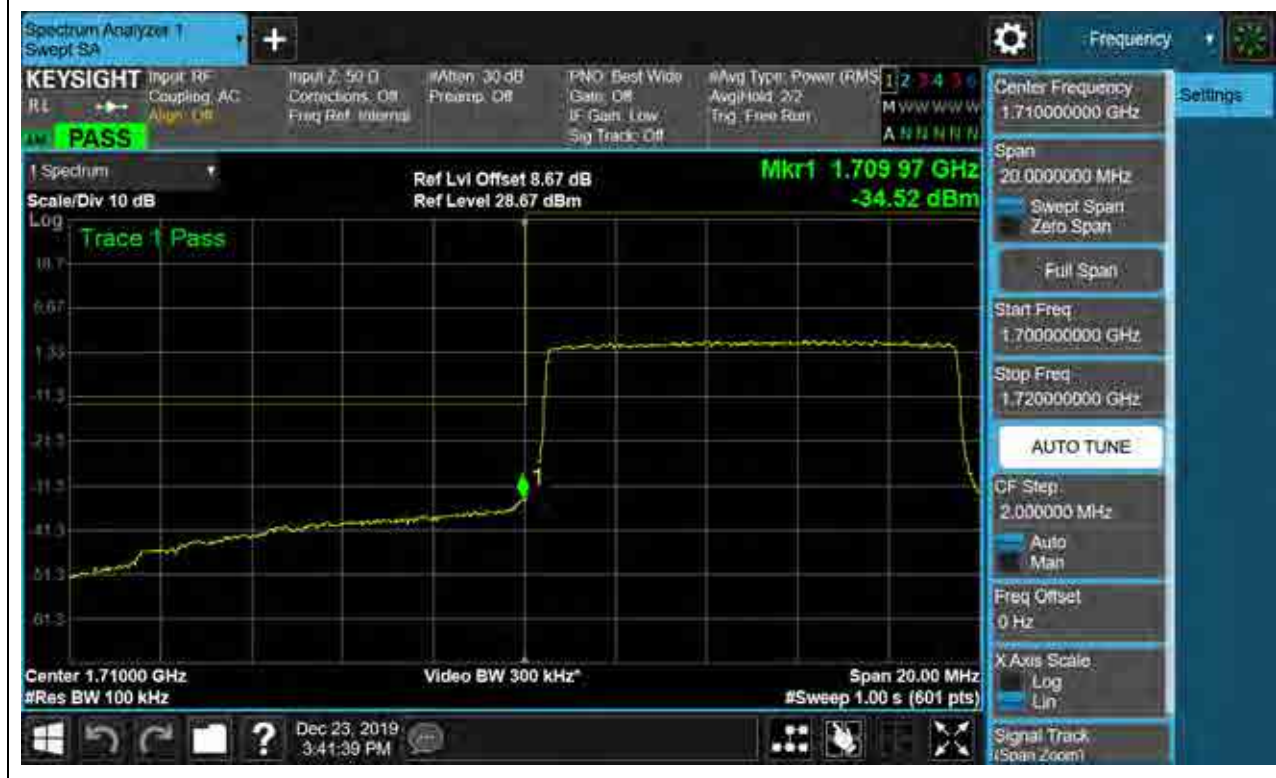 Spectrum Analyzer 1
Swept SA
Frequency
KEYSIGHT
Input: RF
Coupling: AC
Align: Off
Input Z: 50 Ω
Corrections: Off
Freq Ref: Internal
#Atten: 30 dB
Preamp: Off
PNO: Best Wide
Gate: Off
IF Gain: Low
Sig Track: Off
#Avg Type: Power (RMS
Avg|Hold: 2/2
Trig: Free Run
1 2 3 4 5 6
M W W W W W W
A N N N N N N
RL
PASS
Center Frequency
1.710000000 GHz
Settings
1 Spectrum
Scale/Div 10 dB
Ref Lvl Offset 8.67 dB
Ref Level 28.67 dBm
Mkr1 1.709 97 GHz
-34.52 dBm
Log
Trace 1 Pass
18.7
8.67
-1.33
-11.3
-21.3
-31.3
-41.3
-51.3
-61.3
1
Center 1.71000 GHz
#Res BW 100 kHz
Video BW 300 kHz*
Span 20.00 MHz
#Sweep 1.00 s (601 pts)
Span
20.0000000 MHz
Swept Span
Zero Span
Full Span
Start Freq
1.700000000 GHz
Stop Freq
1.720000000 GHz
AUTO TUNE
CF Step
2.000000 MHz
Auto
Man
Freq Offset
0 Hz
X Axis Scale
Log
Lin
Signal Track
(Span Zoom)
?
Dec 23, 2019
3:41:39 PM